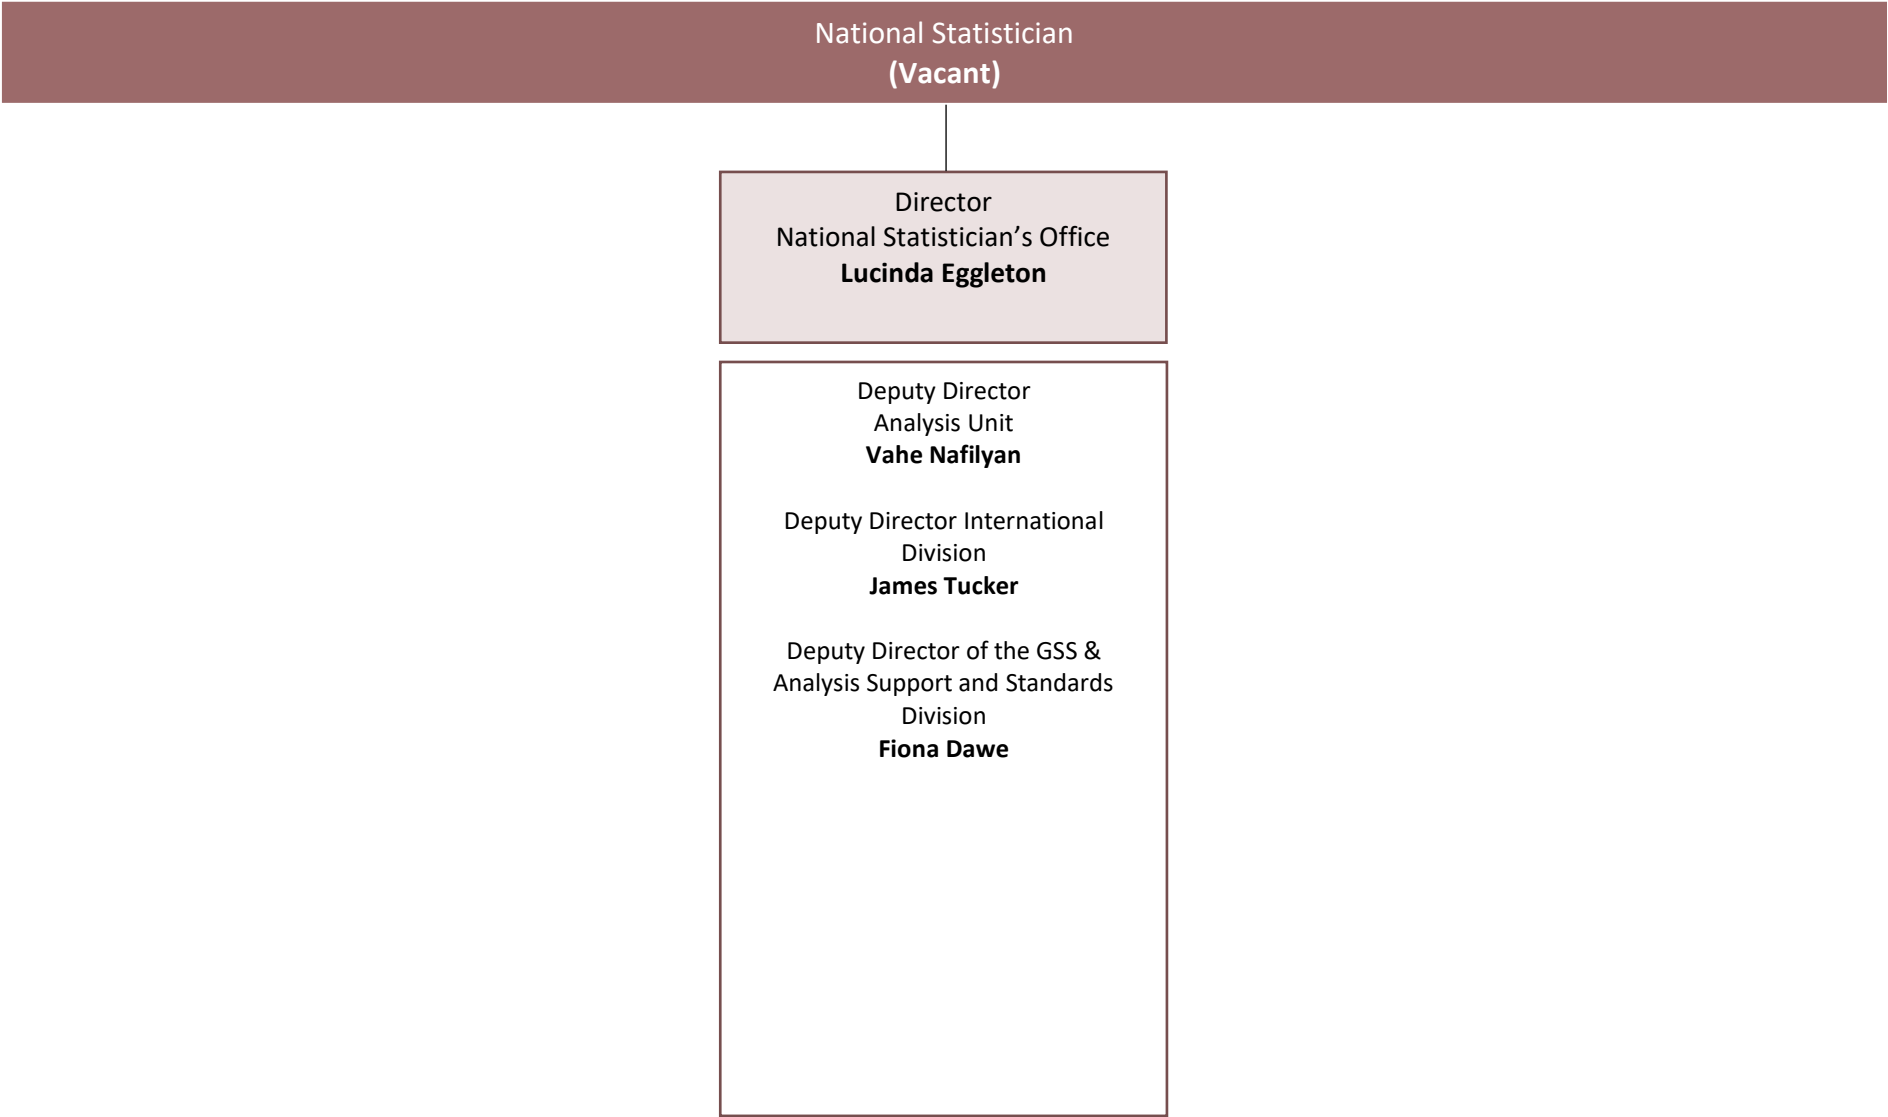 National Statistician
(Vacant)
Director
National Statistician’s Office
Lucinda Eggleton
Deputy Director
Analysis Unit
Vahe Nafilyan
Deputy Director International
Division
James Tucker
Deputy Director of the GSS &
Analysis Support and Standards
Division
Fiona Dawe